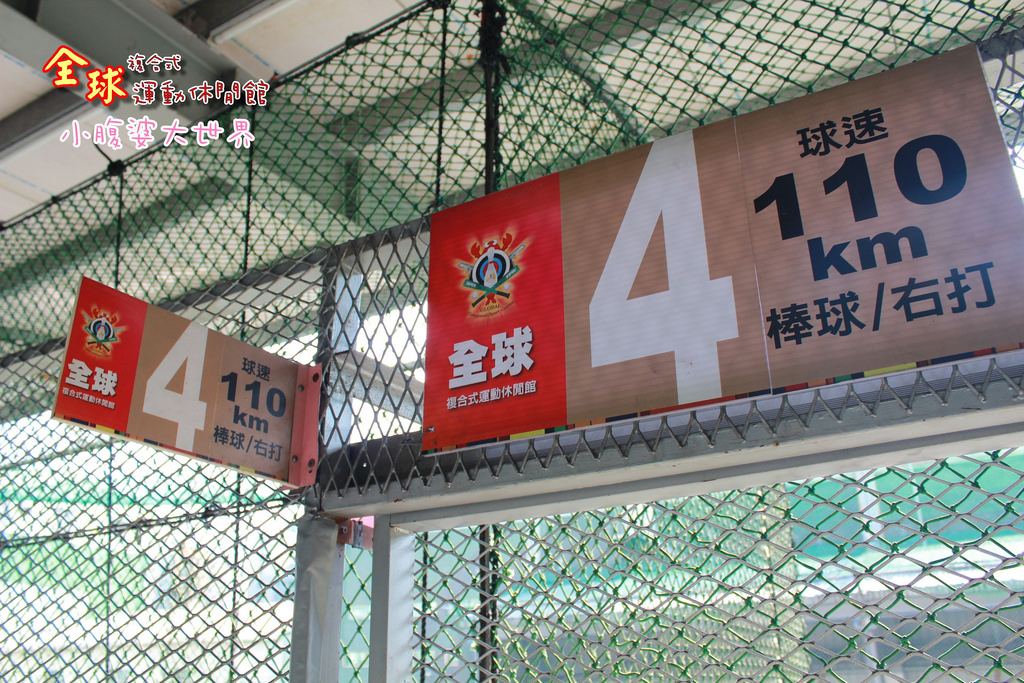 全球複合式
運動休閒館
小腹婆大世界
全球
複合式運動休閒館
4
球速
110
km
棒球/右打
全球
複合式運動休閒館
4
球速
110
km
棒球/右打